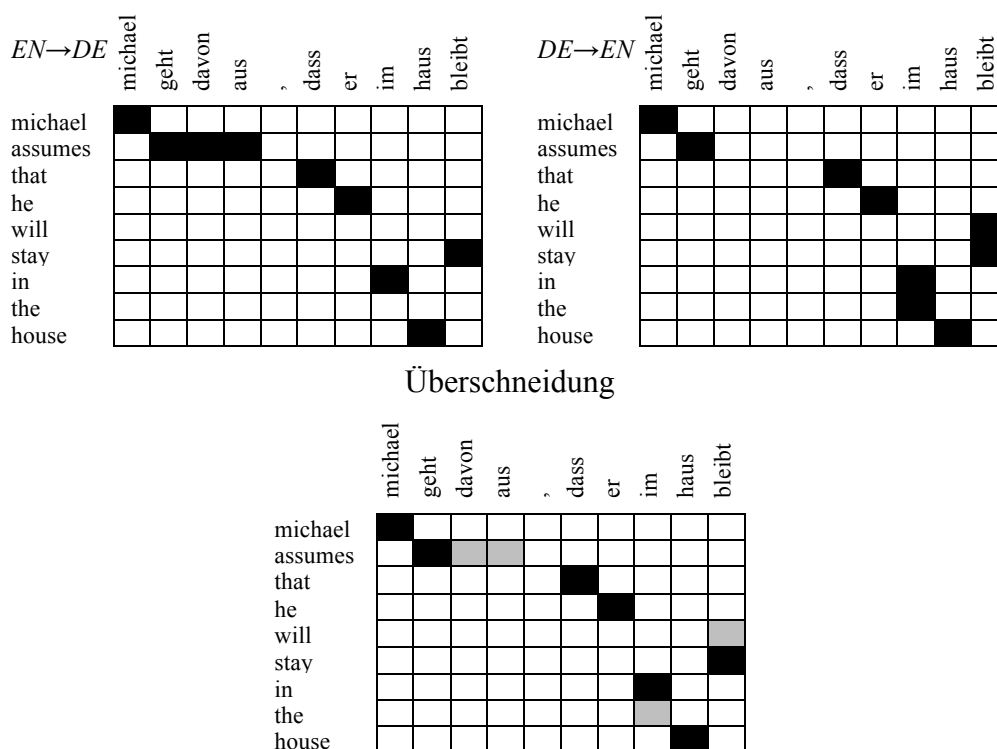 EN→DE
michael geht davon aus , dass er im haus bleibt
michael
assumes
that
he
will
stay
in
the
house
DE→EN
michael geht davon aus , dass er im haus bleibt
michael
assumes
that
he
will
stay
in
the
house
Überschneidung
michael geht davon aus , dass er im haus bleibt
michael
assumes
that
he
will
stay
in
the
house